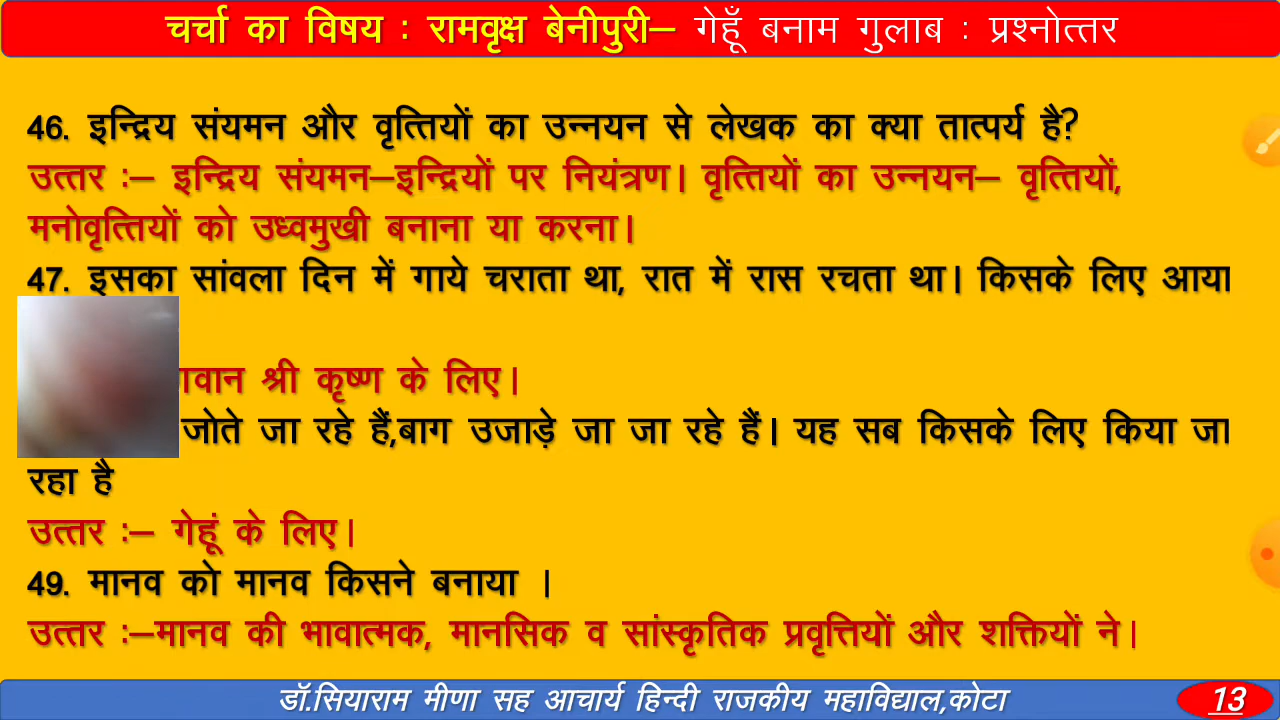 चर्चा का विषय : रामवृक्ष बेनीपुरी– गेहूँ बनाम गुलाब : प्रश्नोत्तर
46. इन्द्रिय संयमन और वृत्तियों का उन्नयन से लेखक का क्या तात्पर्य है?
उत्तर :– इन्द्रिय संयमन–इन्द्रियों पर नियंत्रण। वृत्तियों का उन्नयन– वृत्तियों,
मनोवृत्तियों को उध्वमुखी बनाना या करना।
47. इसका सांवला दिन में गाये चराता था, रात में रास रचता था। किसके लिए आया
श्री कृष्ण के लिए।
जोते जा रहे हैं,बाग उजाड़े जा जा रहे हैं। यह सब किसके लिए किया जा
रहा है
उत्तर :– गेहूं के लिए।
49. मानव को मानव किसने बनाया ।
उत्तर :–मानव की भावात्मक, मानसिक व सांस्कृतिक प्रवृत्तियों और शक्तियों ने।
डॉ.सियाराम मीणा सह आचार्य हिन्दी राजकीय महाविद्याल,कोटा
13